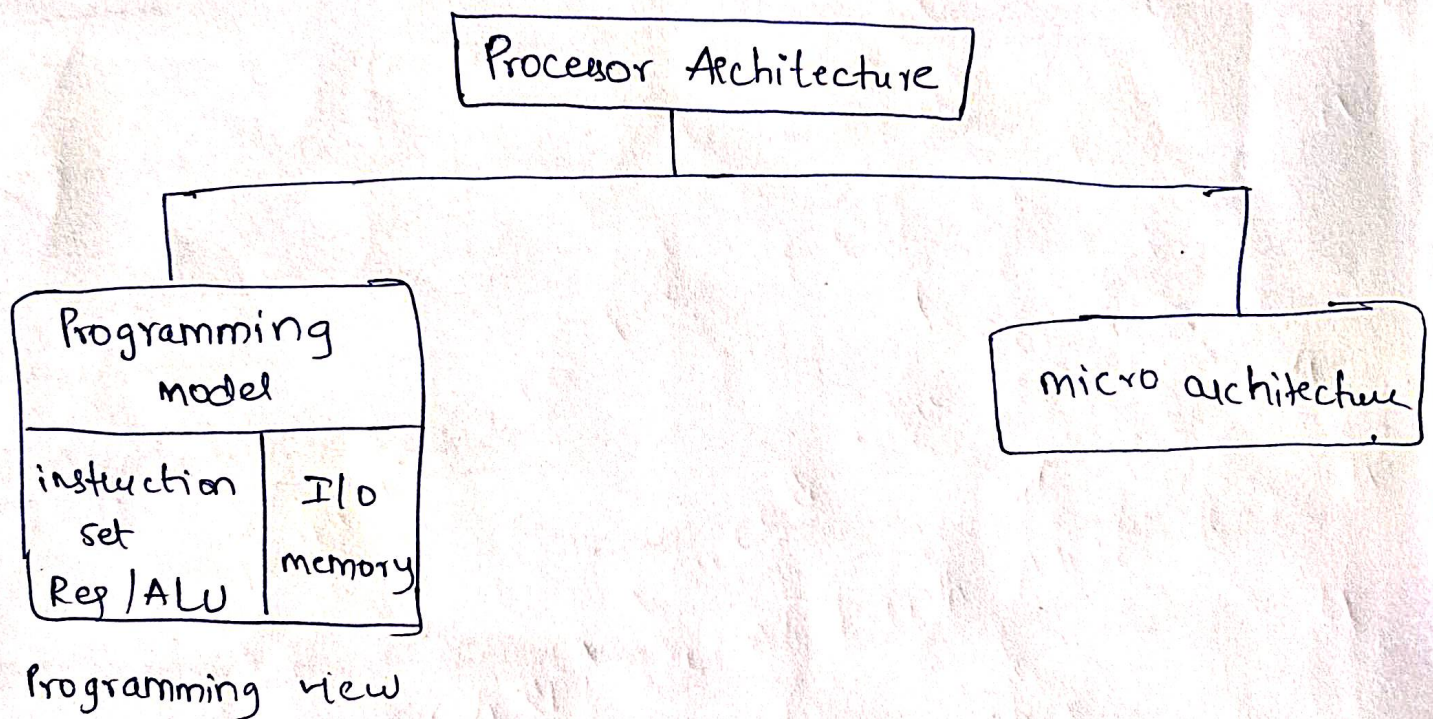 Processor Architecture
Programming
model
instruction
set
Reg / ALU
I/O
memory
micro architecture
Programming view